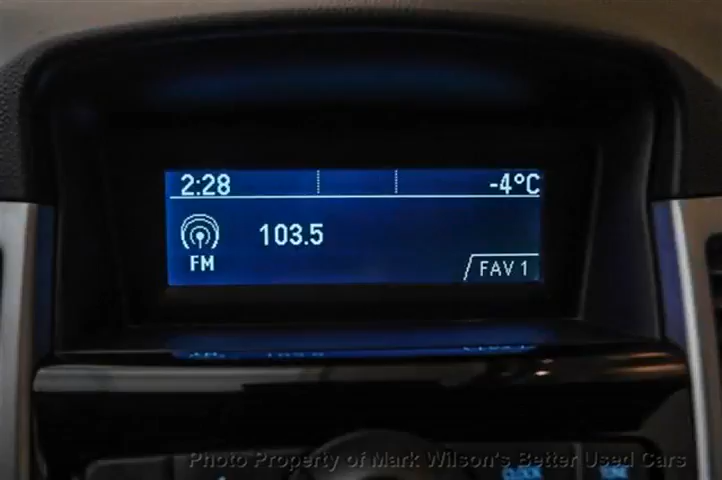 2:28 -4°C
103.5
FM
FAV 1
Photo Property of Mark Wilson's Better Used Cars